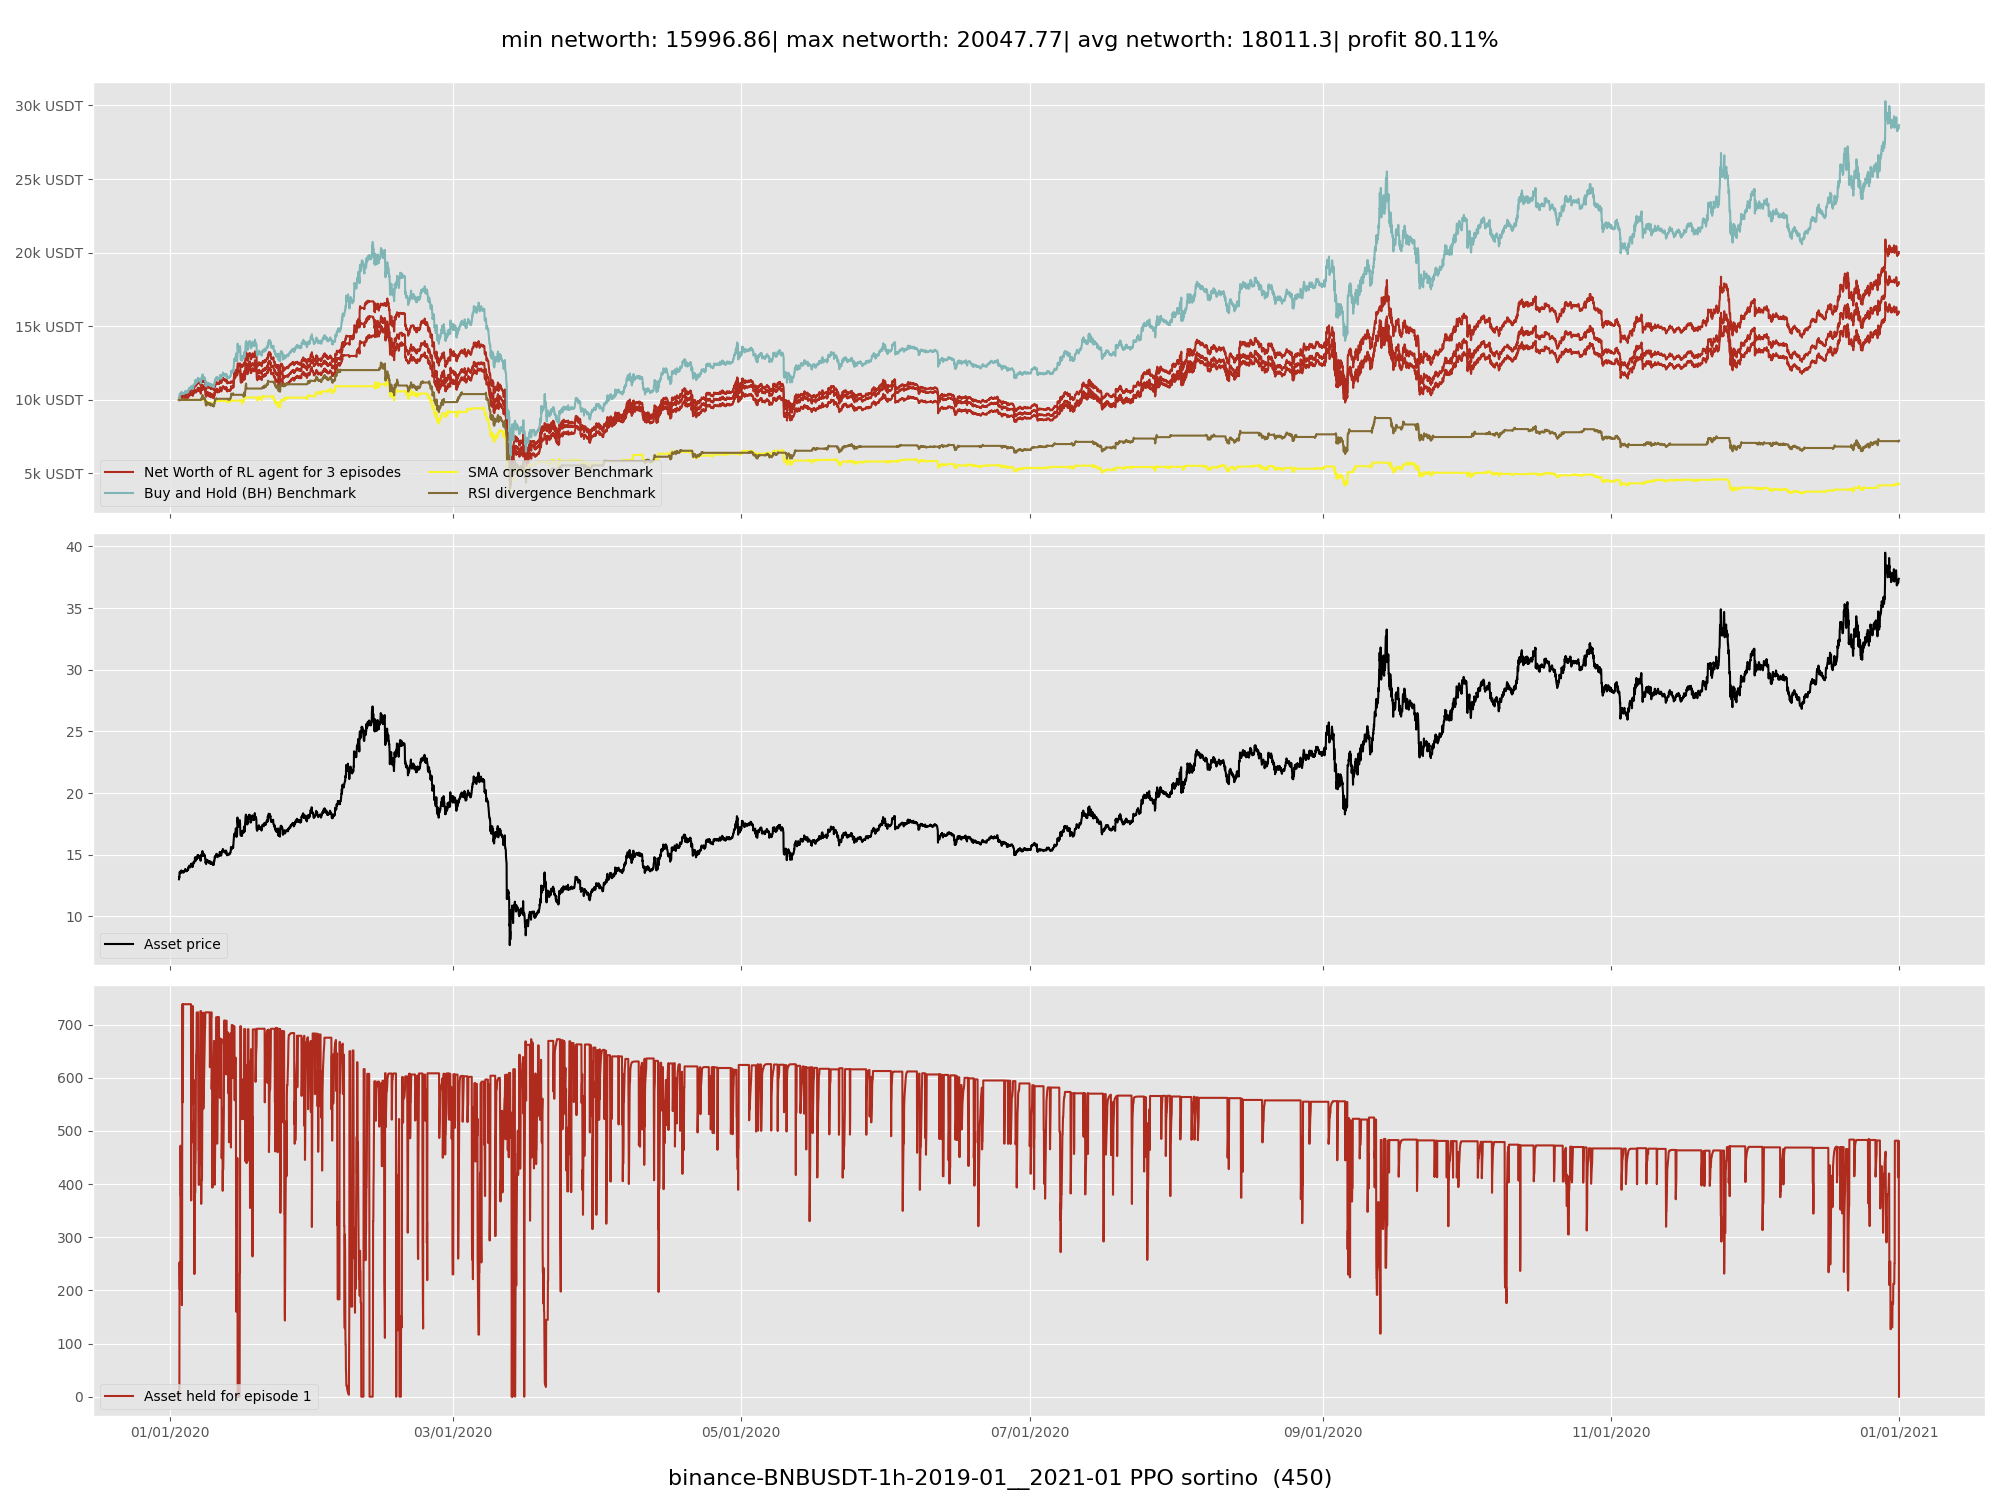 min networth: 15996.86| max networth: 20047.77| avg networth: 18011.3| profit 80.11%
30k USDT
25k USDT
20k USDT
15k USDT
10k USDT
5k USDT
Net Worth of RL agent for 3 episodes
Buy and Hold (BH) Benchmark
SMA crossover Benchmark
RSI divergence Benchmark
40
35
30
25
20
15
10
Asset price
700
600
500
400
300
200
100
0
Asset held for episode 1
01/01/2020 03/01/2020 05/01/2020 07/01/2020 09/01/2020 11/01/2020 01/01/2021
binance-BNBUSDT-1h-2019-01__2021-01 PPO sortino  (450)